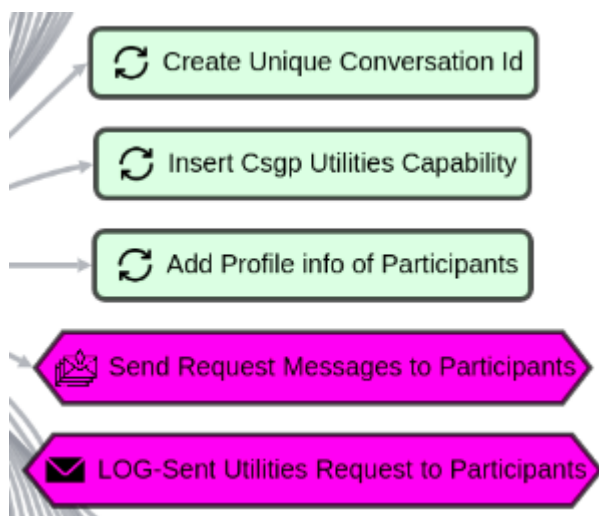 Create Unique Conversation Id
Insert Csgp Utilities Capability
Add Profile info of Participants
Send Request Messages to Participants
LOG-Sent Utilities Request to Participants